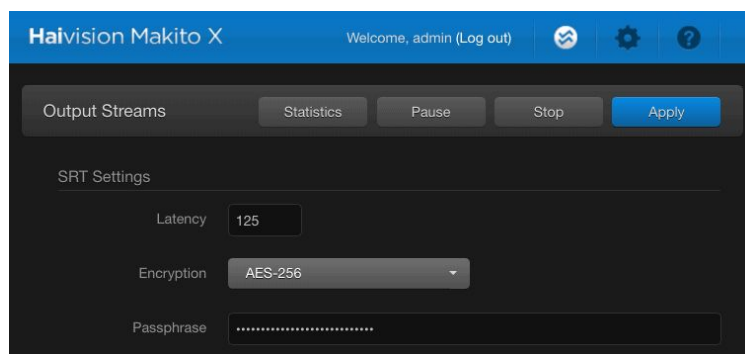 Haivision Makito X Welcome, admin (Log out) ?
Output Streams Statistics Pause Stop Apply
SRT Settings
Latency 125
Encryption AES-256
Passphrase ••••••••••••••••••••••••••••